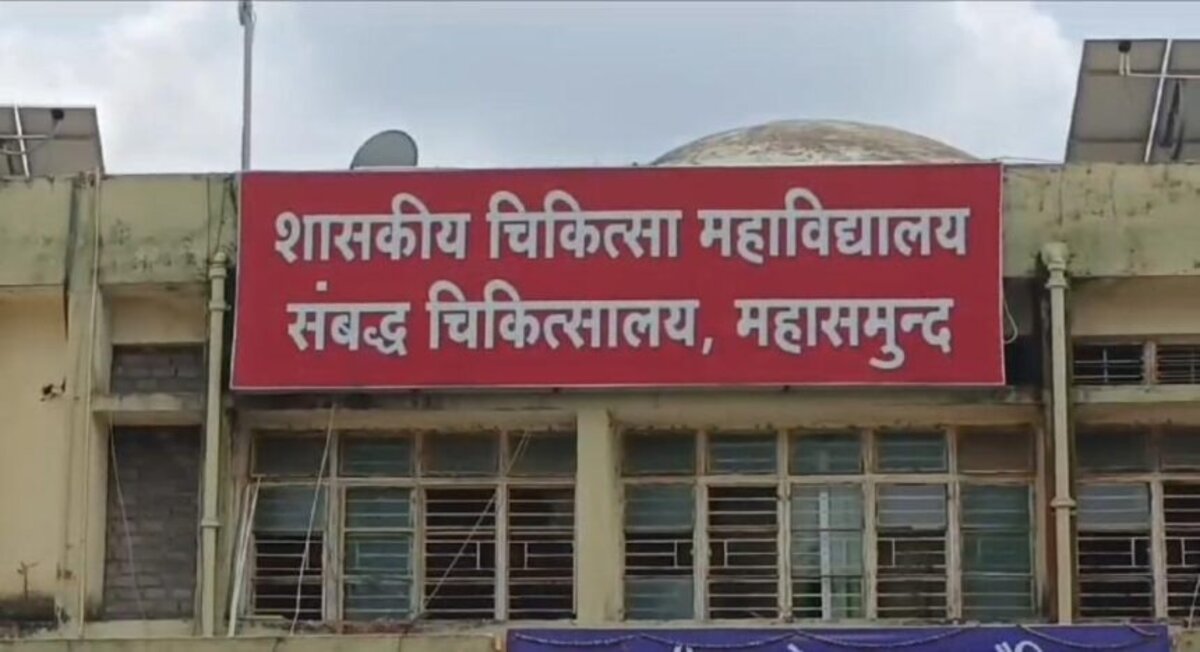 शासकीय चिकित्सा महाविद्यालय
संबद्ध चिकित्सालय, महासमुन्द